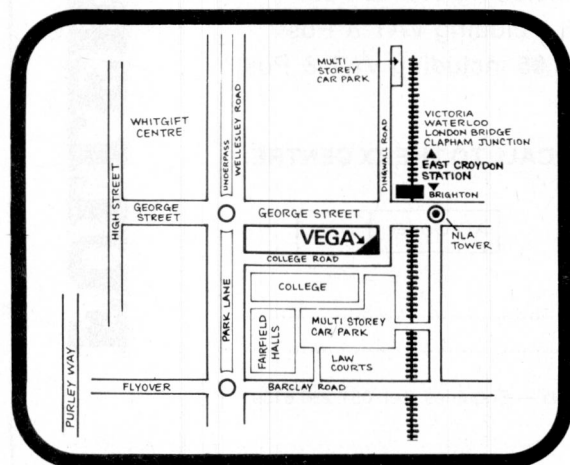 MULTI
STOREY
CAR PARK
WHITGIFT
CENTRE
HIGH STREET
UNDERPASS
WELLESLEY ROAD
DINGWALL ROAD
VICTORIA
WATERLOO
LONDON BRIDGE
CLAPHAM JUNCTION
EAST CROYDON
STATION
BRIGHTON
GEORGE
STREET
GEORGE STREET
NLA
TOWER
VEGA
COLLEGE ROAD
COLLEGE
PARK LANE
FAIRFIELD
HALLS
MULTI STOREY
CAR PARK
LAW
COURTS
PURLEY WAY
FLYOVER
BARCLAY ROAD